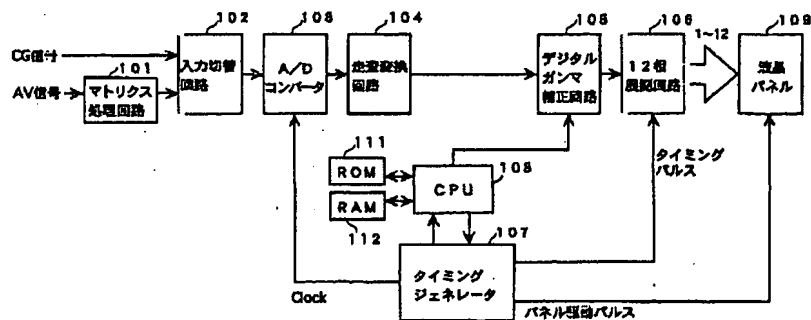 102
108
104
108
106
1~12
109
CG信号
AV信号
101
マトリクス
処理回路
入力切替
回路
A/D
コンバータ
走査変換
回路
デジタル
ガンマ
補正回路
12相
展開回路
液晶
パネル
111
ROM
RAM
112
108
CPU
タイミング
パルス
107
タイミング
ジェネレータ
Clock
パネル駆動パルス